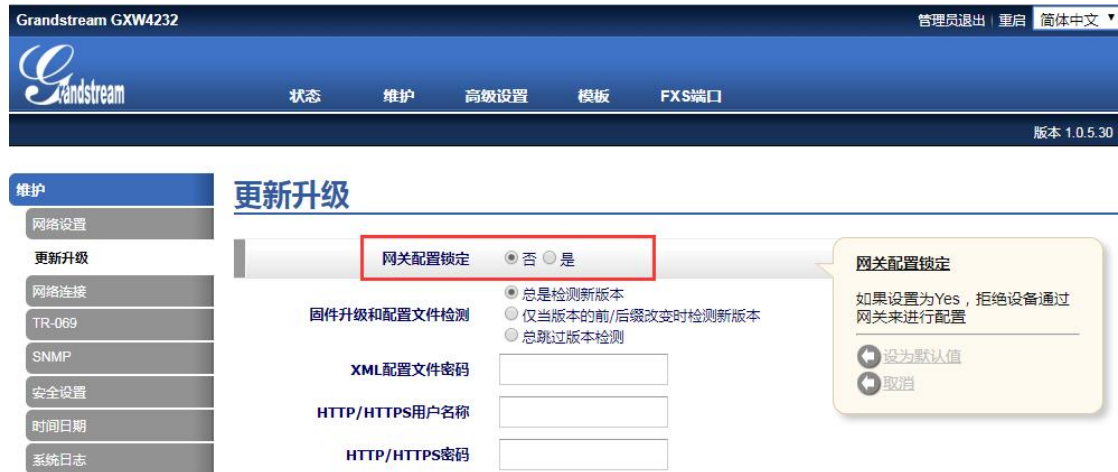 Grandstream GXW4232
管理员退出 | 重启 简体中文
Grandstream
状态 维护 高级设置 模板 FXS端口
版本 1.0.5.30
维护
网络设置
更新升级
网络连接
TR-069
SNMP
安全设置
时间日期
系统日志
更新升级
网关配置锁定 否 是
固件升级和配置文件检测
总是检测新版本
仅当版本的前/后缀改变时检测新版本
总跳过版本检测
XML配置文件密码
HTTP/HTTPS用户名称
HTTP/HTTPS密码
网关配置锁定
如果设置为Yes，拒绝设备通过
网关来进行配置
设为默认值
取消